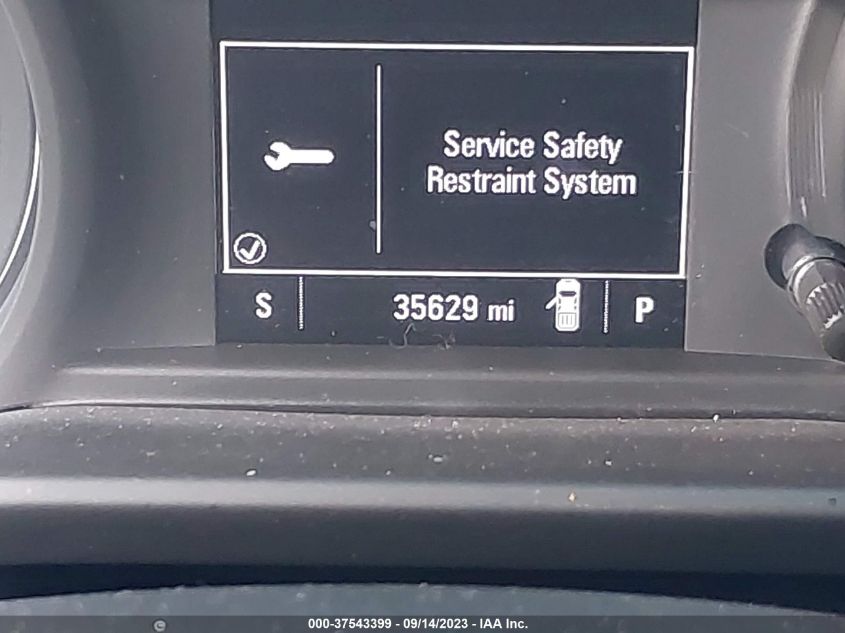 Service Safety
Restraint System
S 35629 mi P
000-37543399 - 09/14/2023 - IAA Inc.